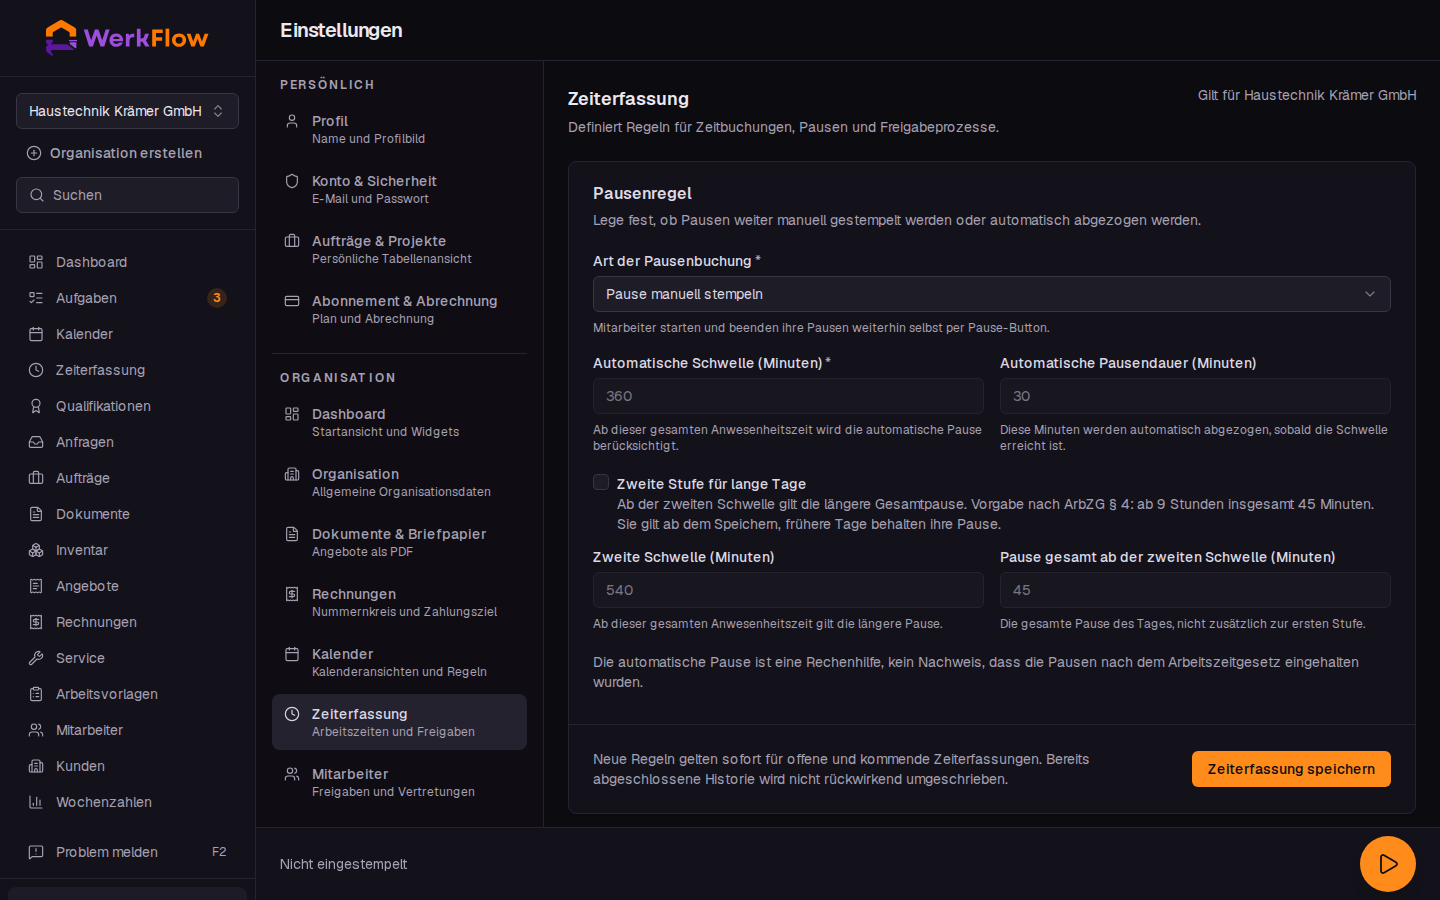 WerkFlow
Haustechnik Krämer GmbH
Organisation erstellen
Suchen
Dashboard
Aufgaben
3
Kalender
Zeiterfassung
Qualifikationen
Anfragen
Aufträge
Dokumente
Inventar
Angebote
Rechnungen
Service
Arbeitsvorlagen
Mitarbeiter
Kunden
Wochenzahlen
Problem melden
F2
Einstellungen
PERSÖNLICH
Profil
Name und Profilbild
Konto & Sicherheit
E-Mail und Passwort
Aufträge & Projekte
Persönliche Tabellenansicht
Abonnement & Abrechnung
Plan und Abrechnung
ORGANISATION
Dashboard
Startansicht und Widgets
Organisation
Allgemeine Organisationsdaten
Dokumente & Briefpapier
Angebote als PDF
Rechnungen
Nummernkreis und Zahlungsziel
Kalender
Kalenderansichten und Regeln
Zeiterfassung
Arbeitszeiten und Freigaben
Mitarbeiter
Freigaben und Vertretungen
Zeiterfassung
Gilt für Haustechnik Krämer GmbH
Definiert Regeln für Zeitbuchungen, Pausen und Freigabeprozesse.
Pausenregel
Lege fest, ob Pausen weiter manuell gestempelt werden oder automatisch abgezogen werden.
Art der Pausenbuchung *
Pause manuell stempeln
Mitarbeiter starten und beenden ihre Pausen weiterhin selbst per Pause-Button.
Automatische Schwelle (Minuten) *
360
Ab dieser gesamten Anwesenheitszeit wird die automatische Pause
berücksichtigt.
Automatische Pausendauer (Minuten)
30
Diese Minuten werden automatisch abgezogen, sobald die Schwelle
erreicht ist.
Zweite Stufe für lange Tage
Ab der zweiten Schwelle gilt die längere Gesamtpause. Vorgabe nach ArbZG § 4: ab 9 Stunden insgesamt 45 Minuten.
Sie gilt ab dem Speichern, frühere Tage behalten ihre Pause.
Zweite Schwelle (Minuten)
540
Ab dieser gesamten Anwesenheitszeit gilt die längere Pause.
Pause gesamt ab der zweiten Schwelle (Minuten)
45
Die gesamte Pause des Tages, nicht zusätzlich zur ersten Stufe.
Die automatische Pause ist eine Rechenhilfe, kein Nachweis, dass die Pausen nach dem Arbeitszeitgesetz eingehalten
wurden.
Neue Regeln gelten sofort für offene und kommende Zeiterfassungen. Bereits
abgeschlossene Historie wird nicht rückwirkend umgeschrieben.
Zeiterfassung speichern
Nicht eingestempelt